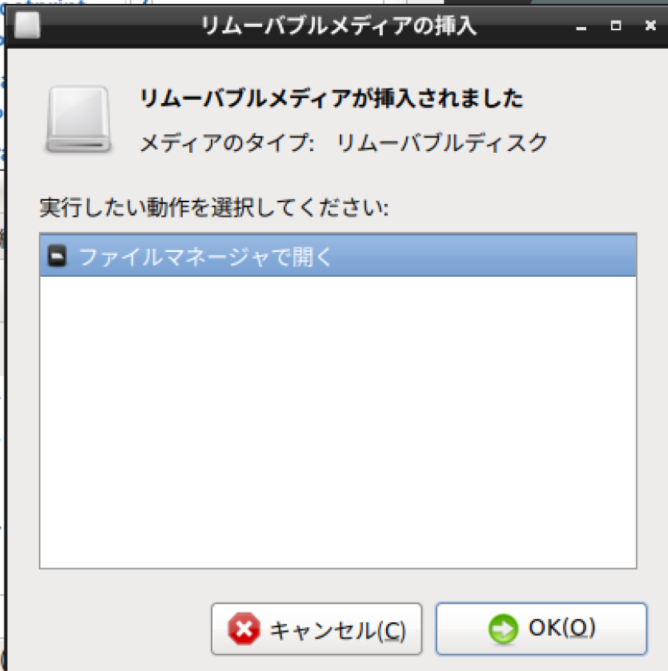 リムーバブルメディアの挿入
リムーバブルメディアが挿入されました
メディアのタイプ: リムーバブルディスク
実行したい動作を選択してください:
ファイルマネージャで開く
キャンセル(C)
OK(O)